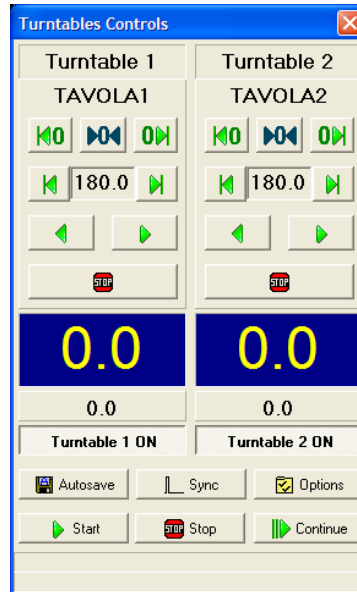 Turntables Controls
Turntable 1 Turntable 2
TAVOLA1 TAVOLA2
0 0 0 0 0 0
180.0 180.0
STOP STOP
0.0 0.0
0.0 0.0
Turntable 1 ON Turntable 2 ON
Autosave Sync Options
Start STOP Stop Continue